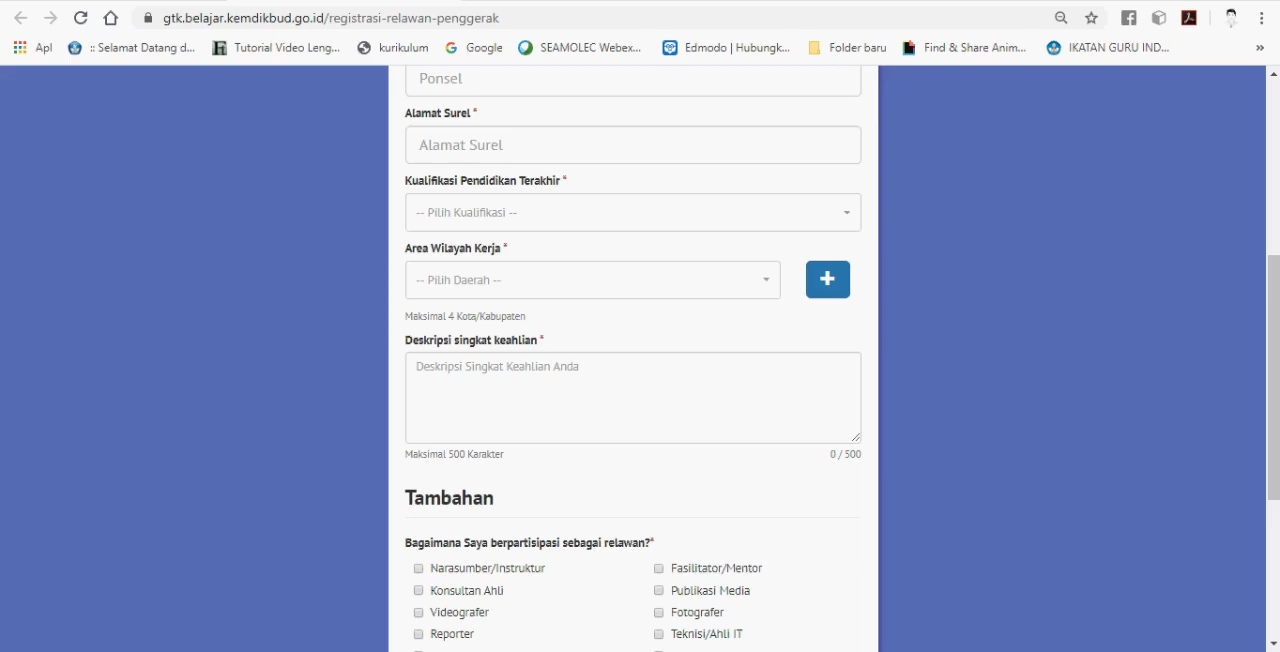 gtk.belajar.kemdikbud.go.id/registrasi-relawan-penggerak
Apl :: Selamat Datang d... Tutorial Video Leng... kurikulum Google SEAMOLEC Webex... Edmodo | Hubungk... Folder baru Find & Share Anim... IKATAN GURU IND... »
Ponsel
Alamat Surel *
Alamat Surel
Kualifikasi Pendidikan Terakhir *
-- Pilih Kualifikasi --
Area Wilayah Kerja *
-- Pilih Daerah --
Maksimal 4 Kota/Kabupaten
Deskripsi singkat keahlian *
Deskripsi Singkat Keahlian Anda
Maksimal 500 Karakter 0 / 500
Tambahan
Bagaimana Saya berpartisipasi sebagai relawan?*
Narasumber/Instruktur Fasilitator/Mentor
Konsultan Ahli Publikasi Media
Videografer Fotografer
Reporter Teknisi/Ahli IT